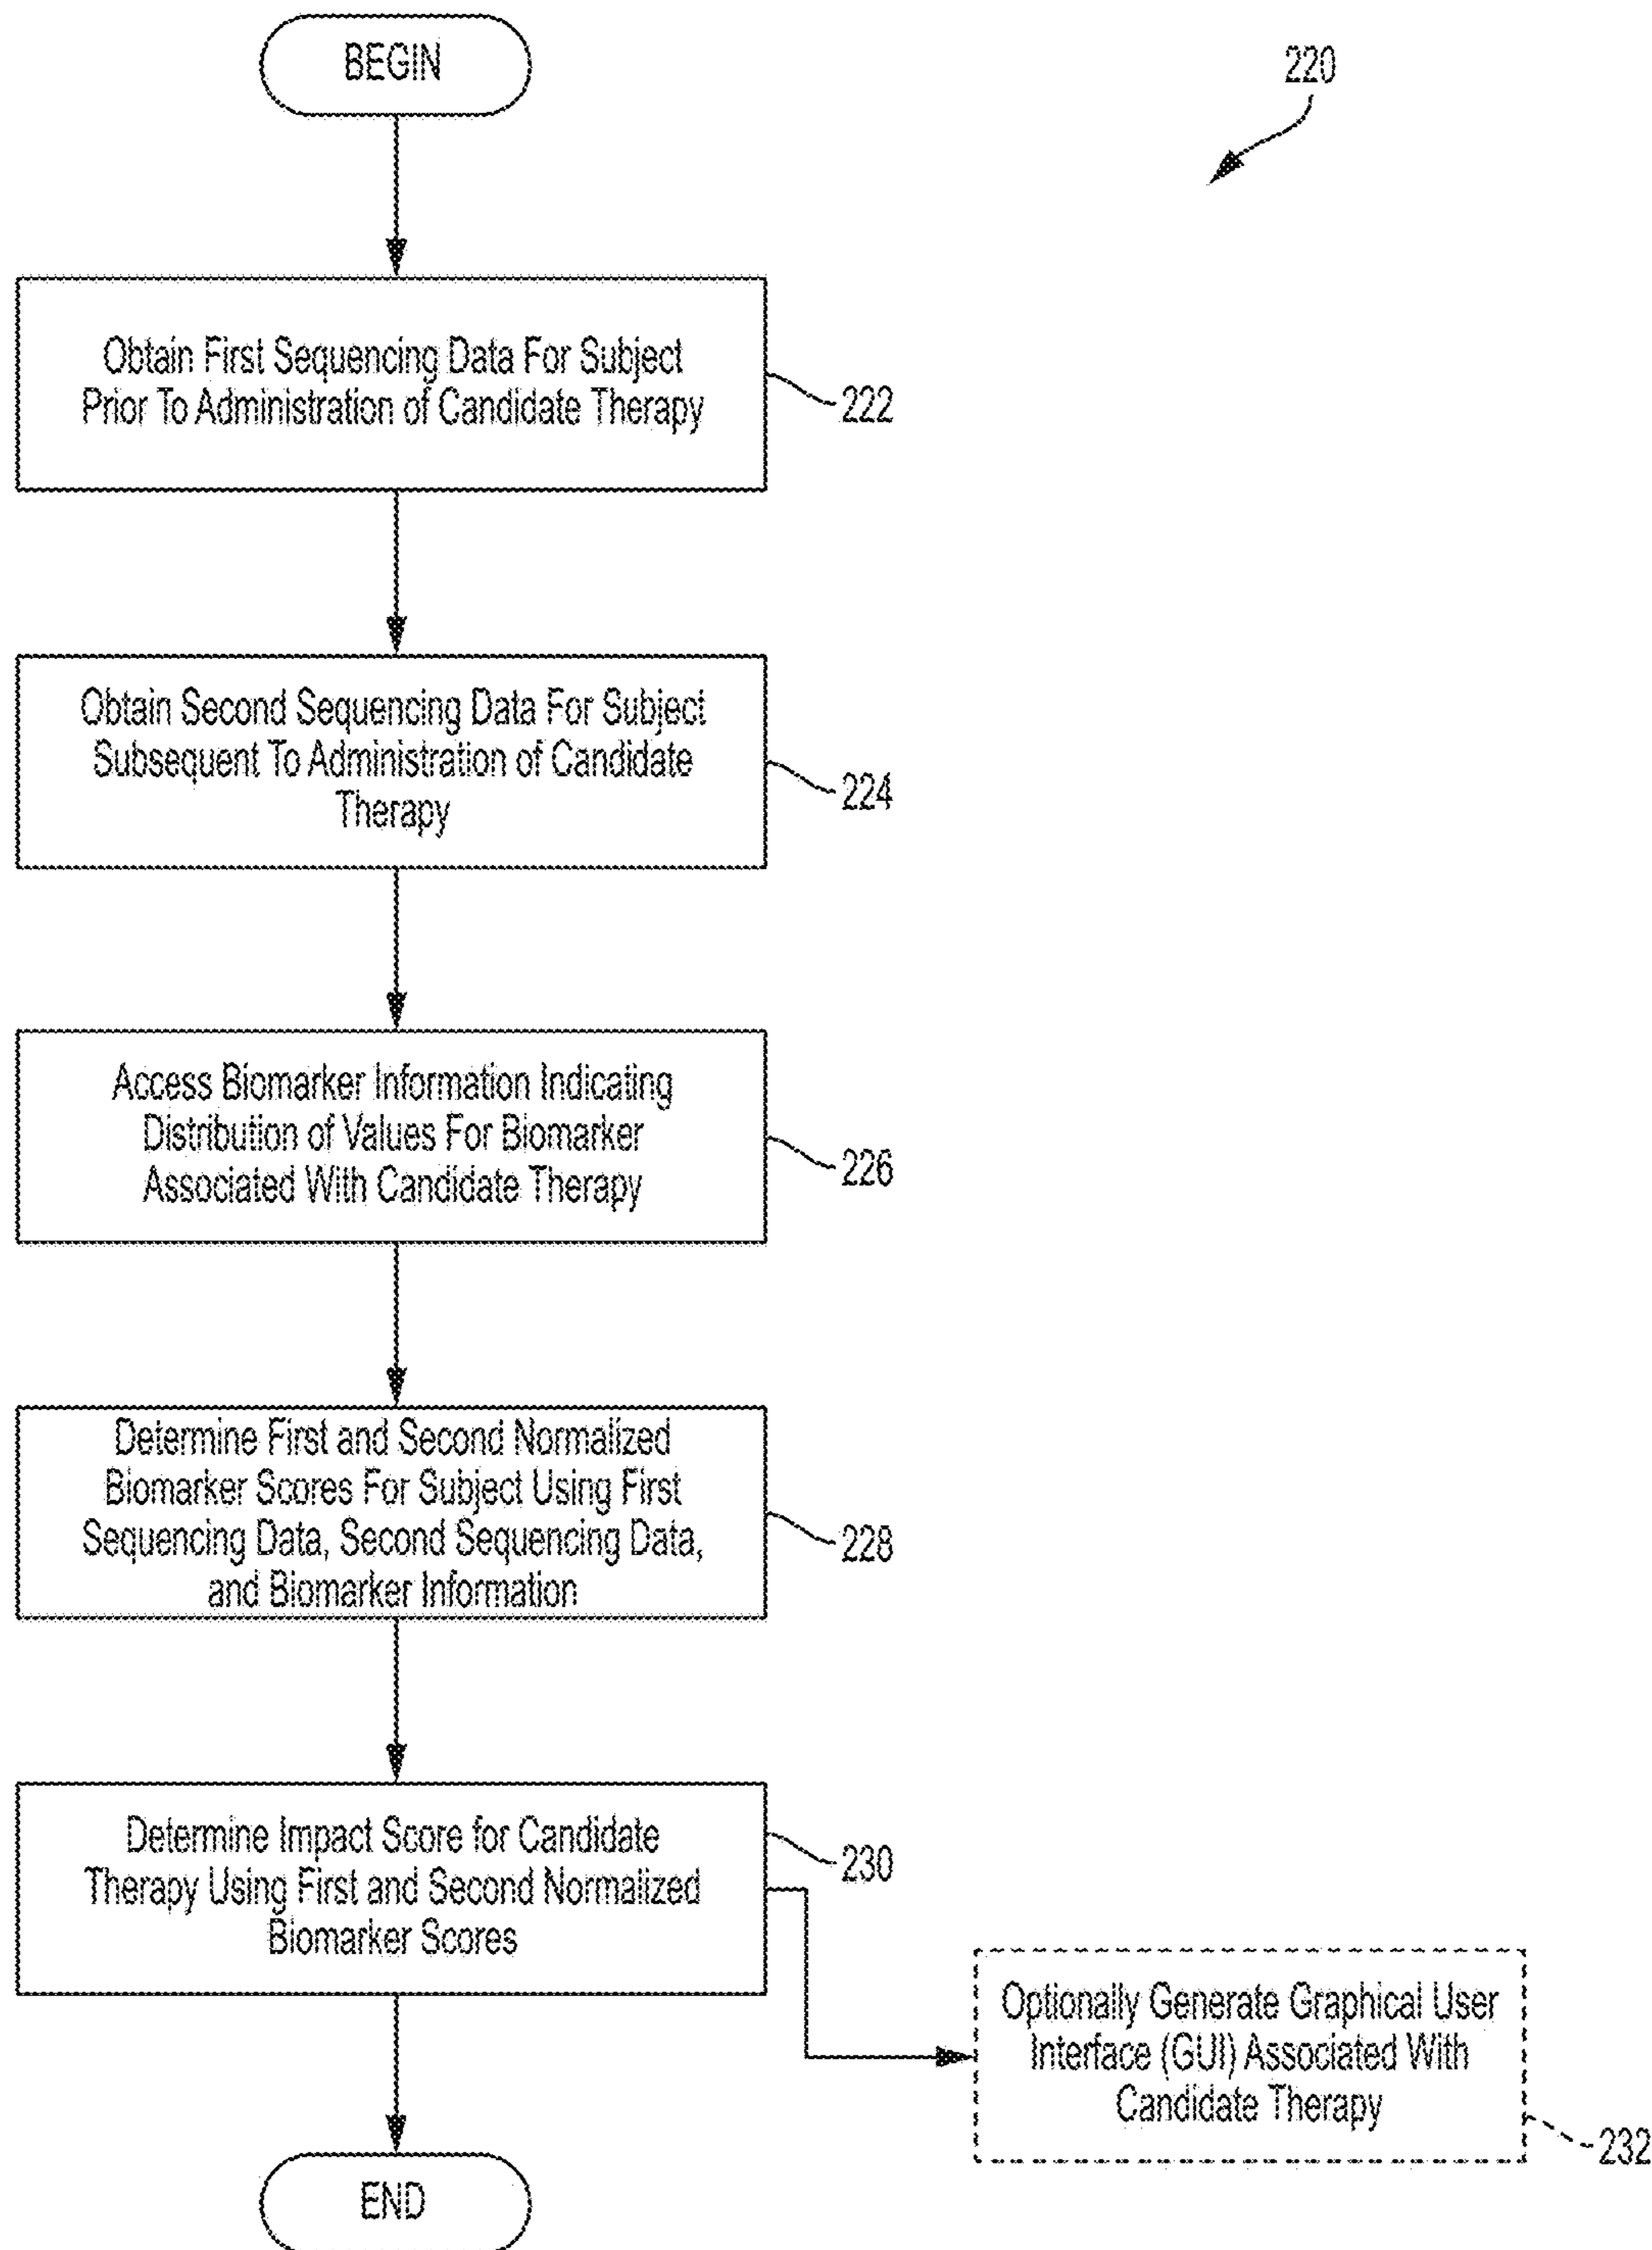 BEGIN
220
Obtain First Sequencing Data For Subject
Prior To Administration of Candidate Therapy
222
Obtain Second Sequencing Data For Subject
Subsequent To Administration of Candidate
Therapy
224
Access Biomarker Information Indicating
Distribution of Values For Biomarker
Associated With Candidate Therapy
226
Determine First and Second Normalized
Biomarker Scores For Subject Using First
Sequencing Data, Second Sequencing Data,
and Biomarker Information
228
Determine Impact Score for Candidate
Therapy Using First and Second Normalized
Biomarker Scores
230
Optionally Generate Graphical User
Interface (GUI) Associated With
Candidate Therapy
232
END